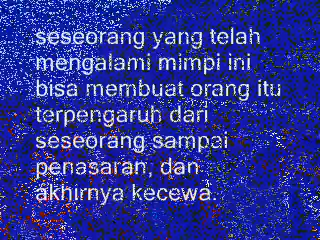 seseorang yang telah
mengalami mimpi ini
bisa membuat orang itu
terpengaruh dari
seseorang sampai
penasaran, dan
akhirnya kecewa.